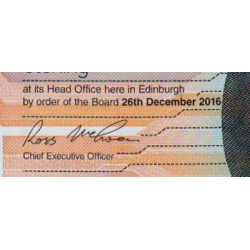 at its Head Office here in Edinburgh
by order of the Board 26th December 2016
Ross McEwan
Chief Executive Officer